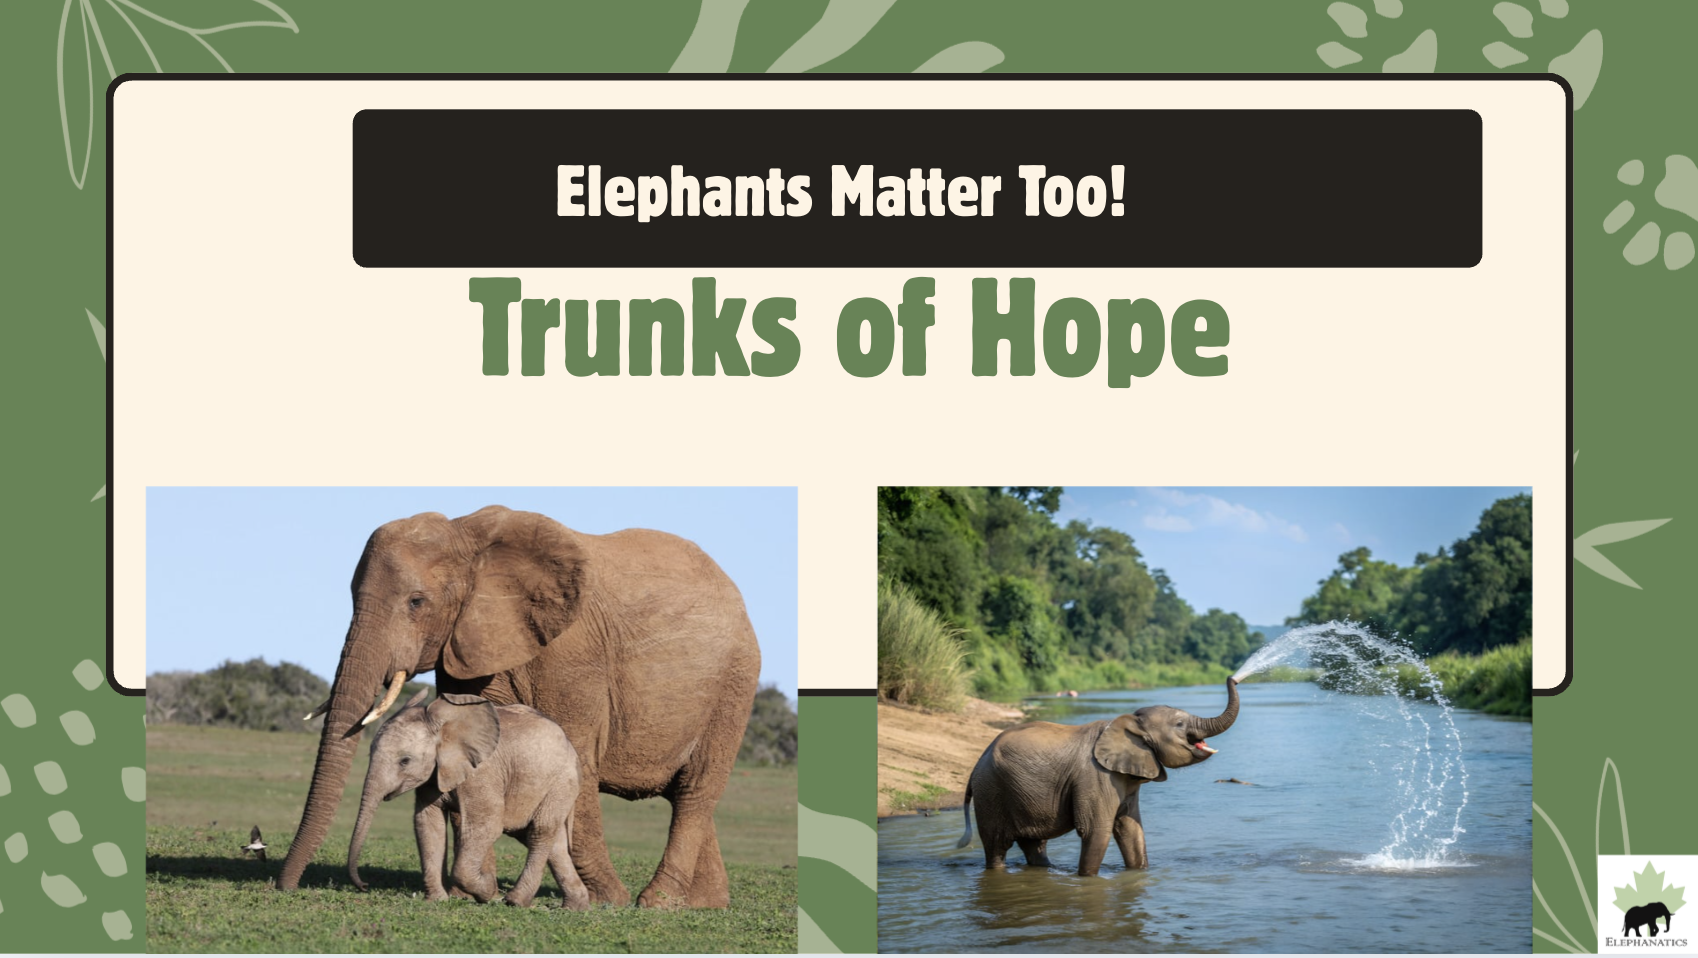 Elephants Matter Too!
Trunks of Hope
ELEPHANATICS